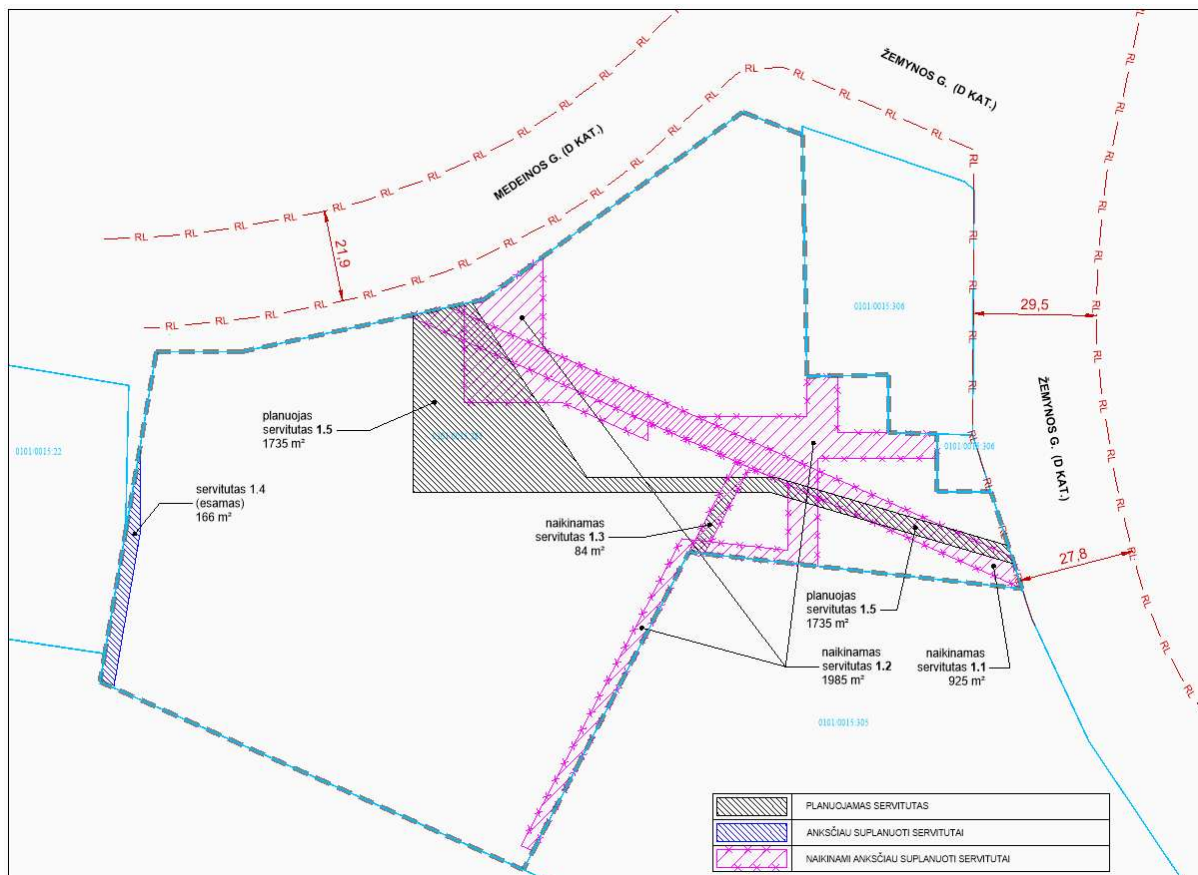 ŽEMYNOS G. (D KAT.)
MEDEINOS G. (D KAT.)
21,9
0101/0015:306
29,5
planuojas
servitutas 1.5
1735 m²
0101/0015:22
0101/0015:306
ŽEMYNOS G. (D KAT.)
servitutas 1.4
(esamas)
166 m²
naikinamas
servitutas 1.3
84 m²
27,8
planuojas
servitutas 1.5
1735 m²
naikinamas
servitutas 1.2
1985 m²
naikinamas
servitutas 1.1
925 m²
0101/0015:305
PLANUOJAMAS SERVITUTAS
ANKSČIAU SUPLANUOTI SERVITUTAI
NAIKINAMI ANKSČIAU SUPLANUOTI SERVITUTAI